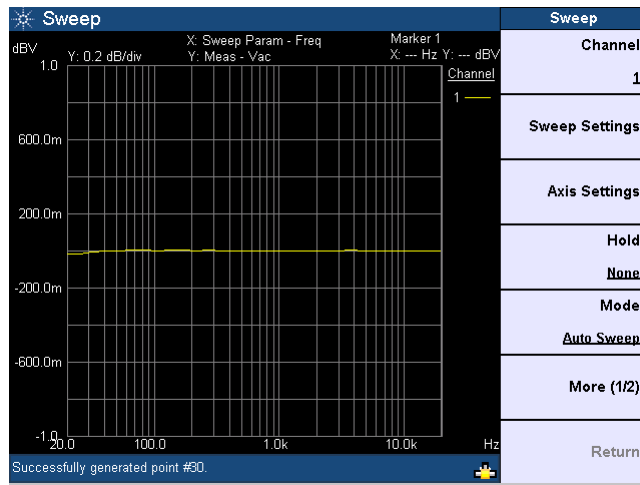 Sweep
Sweep
dBV
Y: 0.2 dB/div
X: Sweep Param - Freq
Y: Meas - Vac
Marker 1
X: --- Hz Y: --- dBV
Channel
1
1.0
600.0m
200.0m
-200.0m
-600.0m
-1.0
20.0
100.0
1.0k
10.0k
Hz
Successfully generated point #30.
Channel
1
Sweep Settings
Axis Settings
Hold
None
Mode
Auto Sweep
More (1/2)
Return